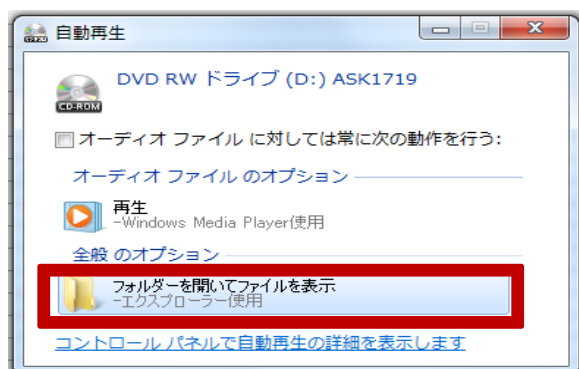 自動再生
DVD RW ドライブ (D:) ASK1719
CD-ROM
オーディオ ファイル に対しては常に次の動作を行う:
オーディオ ファイル のオプション
再生
-Windows Media Player使用
全般 のオプション
フォルダーを開いてファイルを表示
-エクスプローラー使用
コントロール パネルで自動再生の詳細を表示します